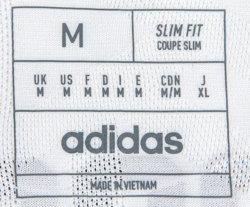 M
SLIM FIT
COUPE SLIM
UK US F D I E CDN J
M M M M M M M/M XL
adidas
MADE IN VIETNAM